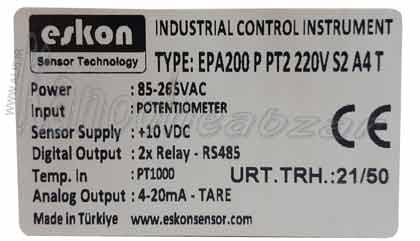 eskon
Sensor Technology
INDUSTRIAL CONTROL INSTRUMENT
TYPE: EPA200 P PT2 220V S2 A4 T
Power : 85-265VAC
Input : POTENTIOMETER
Sensor Supply : +10 VDC
Digital Output : 2x Relay - RS485
Temp. In : PT1000
Analog Output : 4-20mA - TARE
URT.TRH.:21/50
CE
Made in Türkiye www.eskonsensor.com